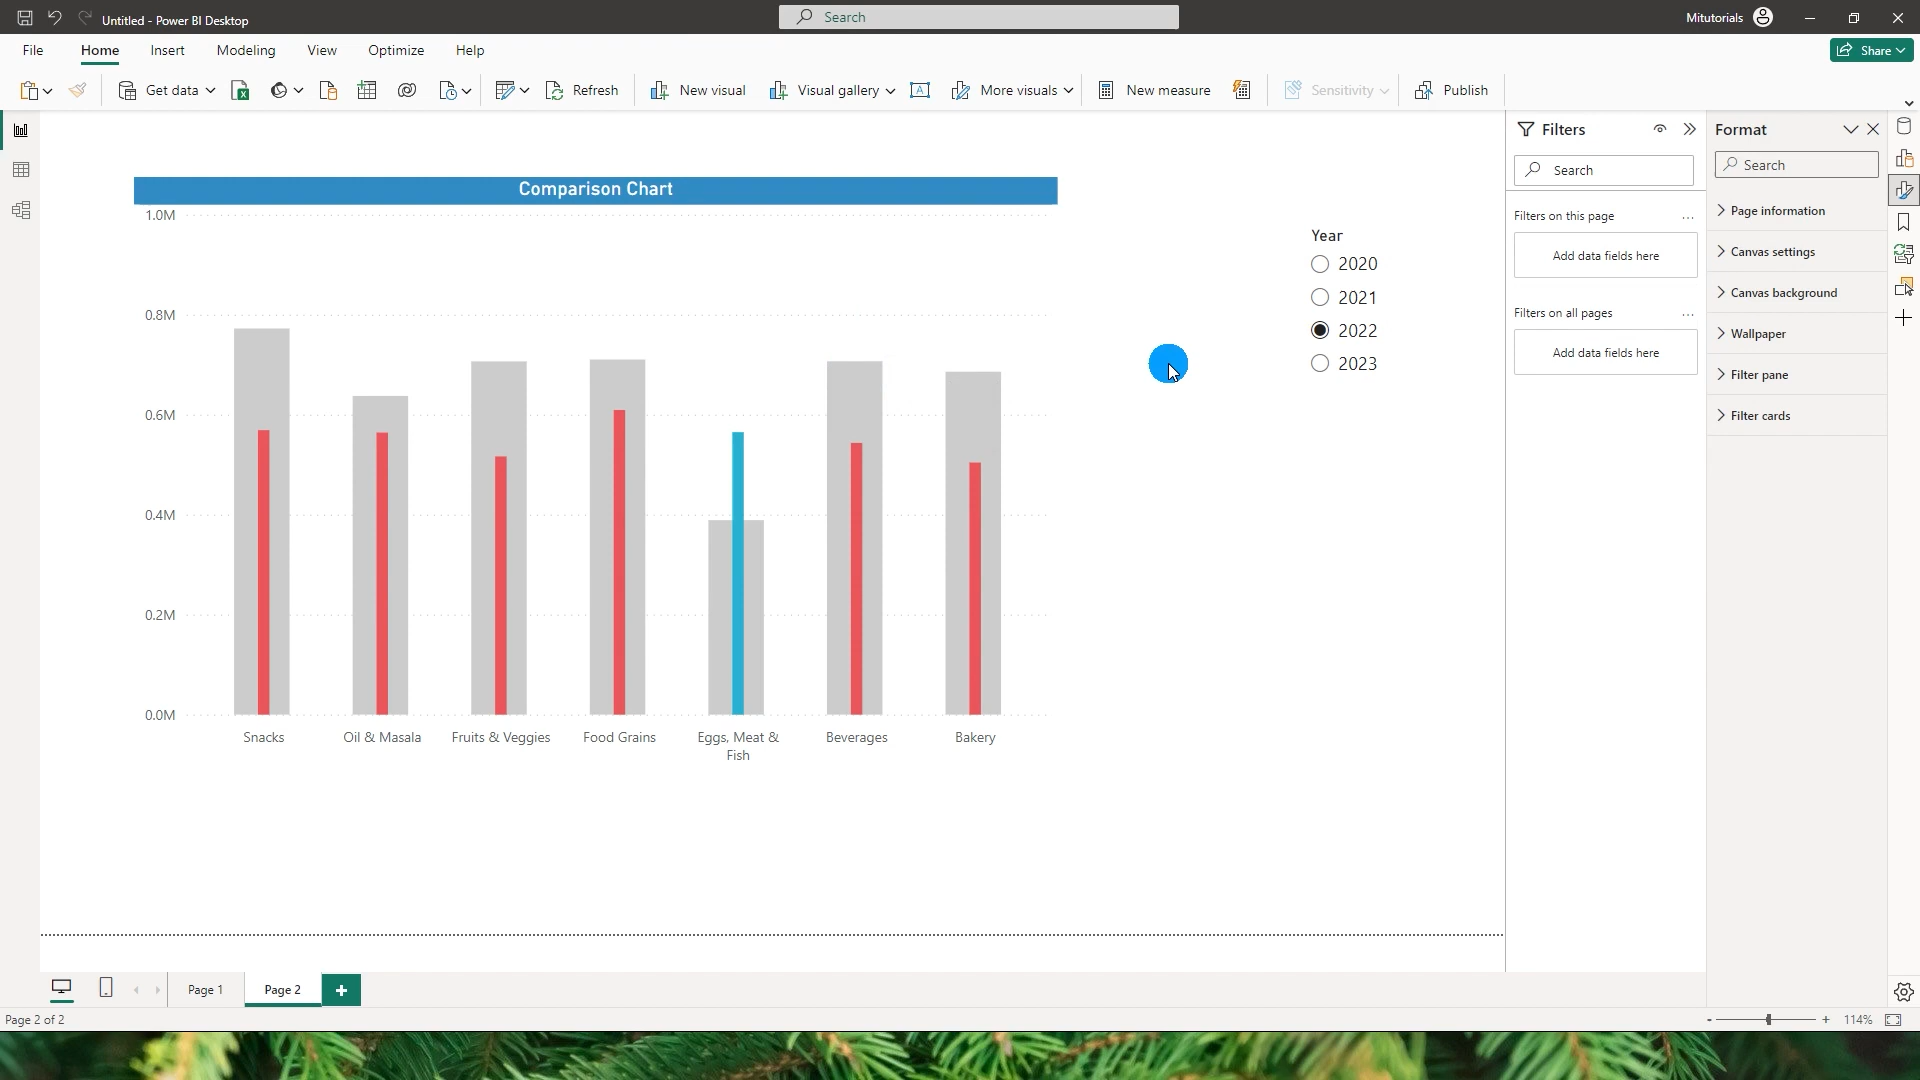 Untitled - Power BI Desktop
Search
Mitutorials
File Home Insert Modeling View Optimize Help
Share
Get data
Refresh
New visual
Visual gallery
More visuals
New measure
Sensitivity
Publish
Comparison Chart
1.0M
0.8M
0.6M
0.4M
0.2M
0.0M
Snacks
Oil & Masala
Fruits & Veggies
Food Grains
Eggs, Meat &
Fish
Beverages
Bakery
Year
2020
2021
2022
2023
Filters
Search
Filters on this page
Add data fields here
Filters on all pages
Add data fields here
Format
Search
Page information
Canvas settings
Canvas background
Wallpaper
Filter pane
Filter cards
Page 1
Page 2
Page 2 of 2
114%